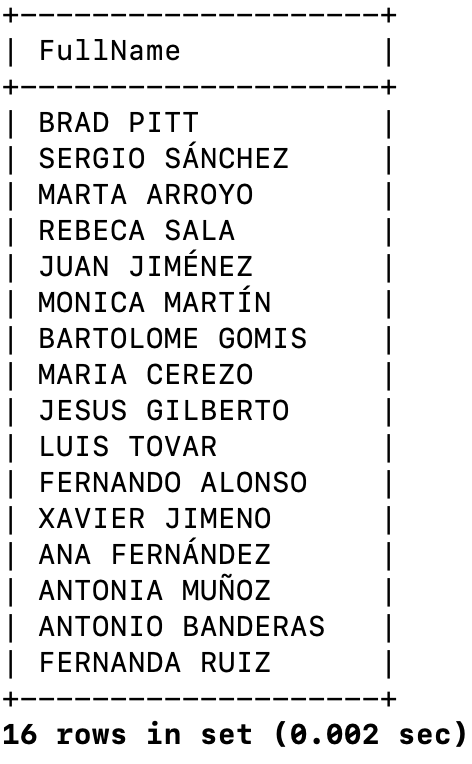 +--------------------+
| FullName           |
+--------------------+
| BRAD PITT          |
| SERGIO SÁNCHEZ     |
| MARTA ARROYO       |
| REBECA SALA        |
| JUAN JIMÉNEZ       |
| MONICA MARTÍN      |
| BARTOLOME GOMIS    |
| MARIA CEREZO       |
| JESUS GILBERTO     |
| LUIS TOVAR         |
| FERNANDO ALONSO    |
| XAVIER JIMENO      |
| ANA FERNÁNDEZ      |
| ANTONIA MUÑOZ      |
| ANTONIO BANDERAS   |
| FERNANDA RUIZ      |
+--------------------+
16 rows in set (0.002 sec)